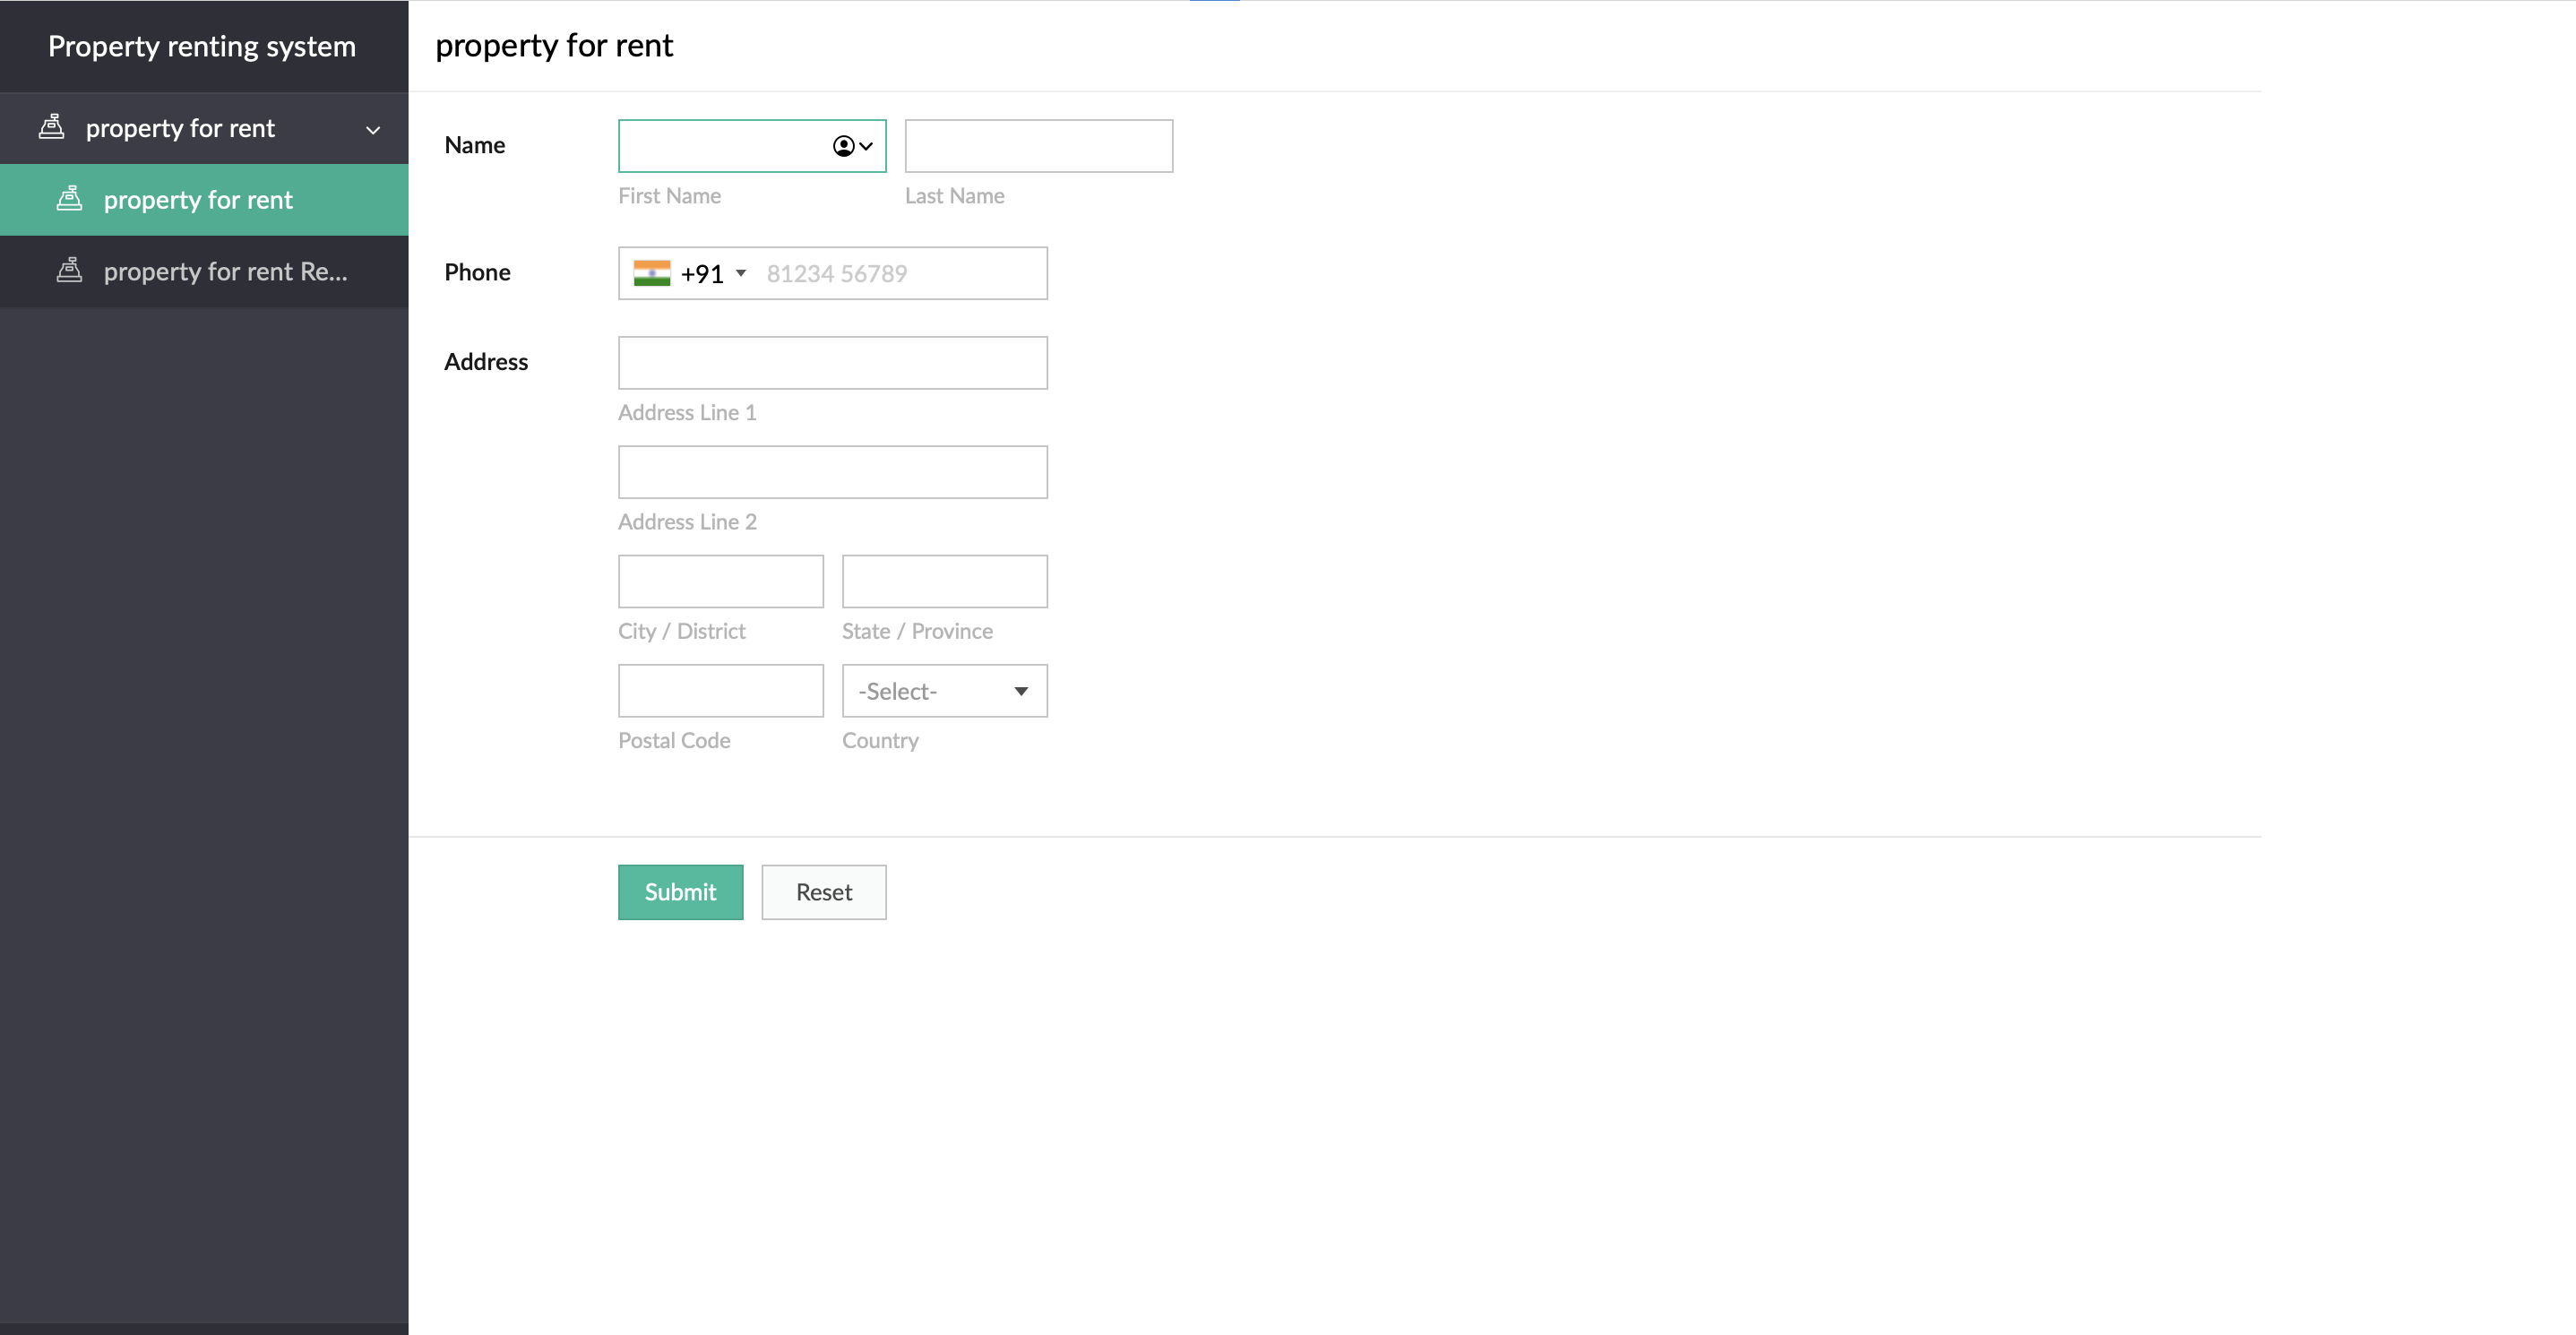 Property renting system
property for rent
property for rent
property for rent Re...
property for rent
Name
First Name
Last Name
Phone
+91 81234 56789
Address
Address Line 1
Address Line 2
City / District
State / Province
-Select-
Postal Code
Country
Submit
Reset